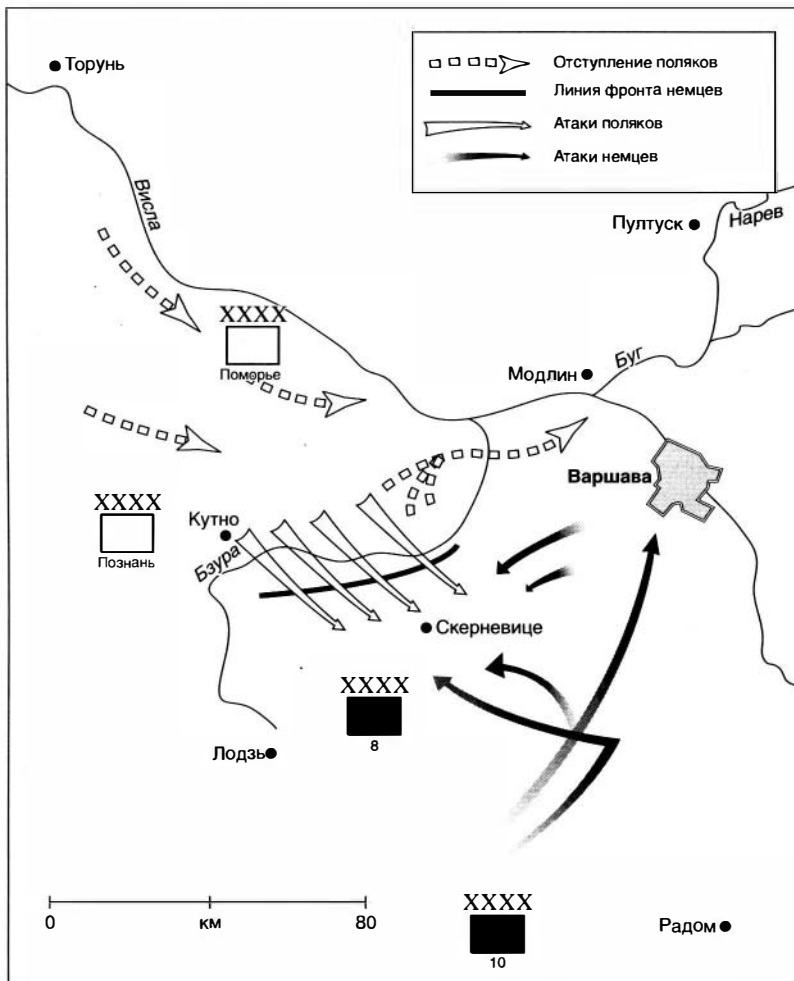 Торунь
Отступление поляков
Линия фронта немцев
Атаки поляков
Атаки немцев
Висла
Пултуск
Нарев
XXXX
Поморье
Модлин
Буг
Варшава
XXXX
Познань
Кутно
Бзура
Скерневице
XXXX
8
Лодзь
0
км
80
XXXX
10
Радом